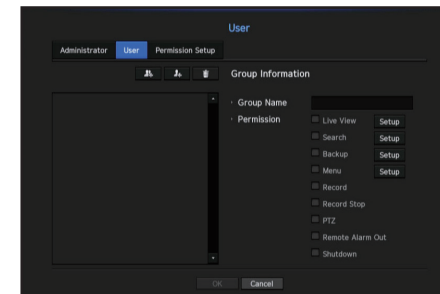 User
Administrator User Permission Setup
Group Information
Group Name
Permission
Live View Setup
Search Setup
Backup Setup
Menu Setup
Record
Record Stop
PTZ
Remote Alarm Out
Shutdown
OK Cancel